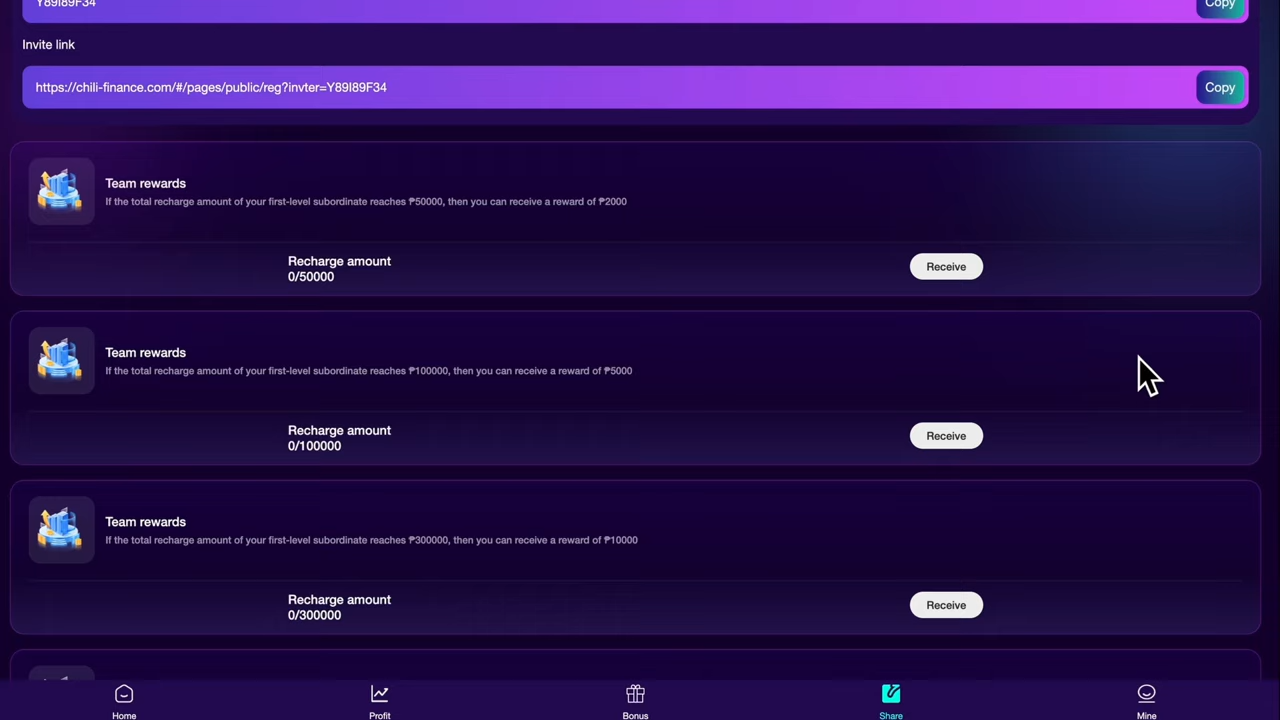 Y89I89F34
Copy
Invite link
https://chili-finance.com/#/pages/public/reg?invter=Y89I89F34
Copy
Team rewards
If the total recharge amount of your first-level subordinate reaches ₱50000, then you can receive a reward of ₱2000
Recharge amount
0/50000
Receive
Team rewards
If the total recharge amount of your first-level subordinate reaches ₱100000, then you can receive a reward of ₱5000
Recharge amount
0/100000
Receive
Team rewards
If the total recharge amount of your first-level subordinate reaches ₱300000, then you can receive a reward of ₱10000
Recharge amount
0/300000
Receive
Home
Profit
Bonus
Share
Mine